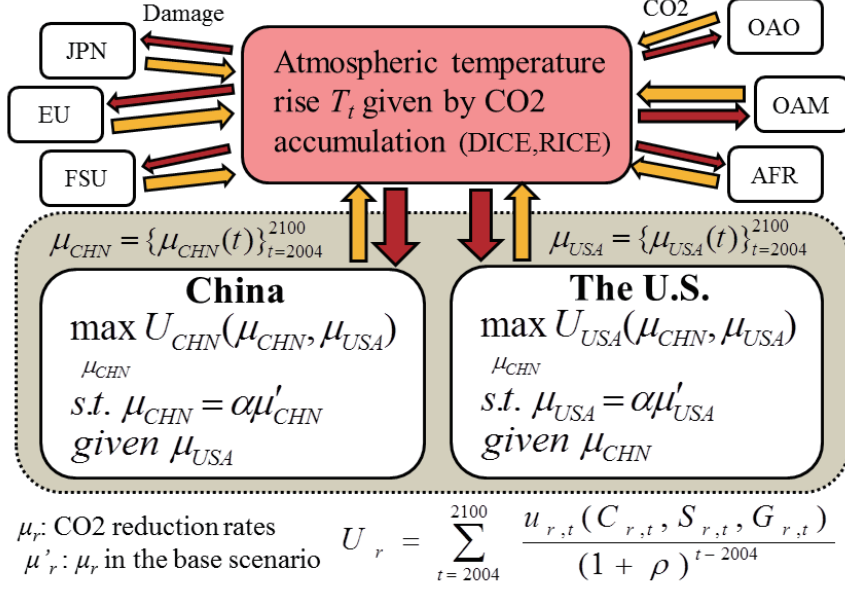 Damage
CO2
JPN
EU
FSU
Atmospheric temperature
rise T_t given by CO2
accumulation (DICE,RICE)
OAO
OAM
AFR
μ_CHN = {μ_CHN(t)}_{t=2004}^{2100}
μ_USA = {μ_USA(t)}_{t=2004}^{2100}
China
max U_CHN(μ_CHN, μ_USA)
μ_CHN
s.t. μ_CHN = αμ'_CHN
given μ_USA
The U.S.
max U_USA(μ_CHN, μ_USA)
μ_CHN
s.t. μ_USA = αμ'_USA
given μ_CHN
μ_r: CO2 reduction rates
μ'_r: μ_r in the base scenario
U_r = ∑_{t=2004}^{2100} u_{r,t}(C_{r,t}, S_{r,t}, G_{r,t}) / (1 + ρ)^{t-2004}